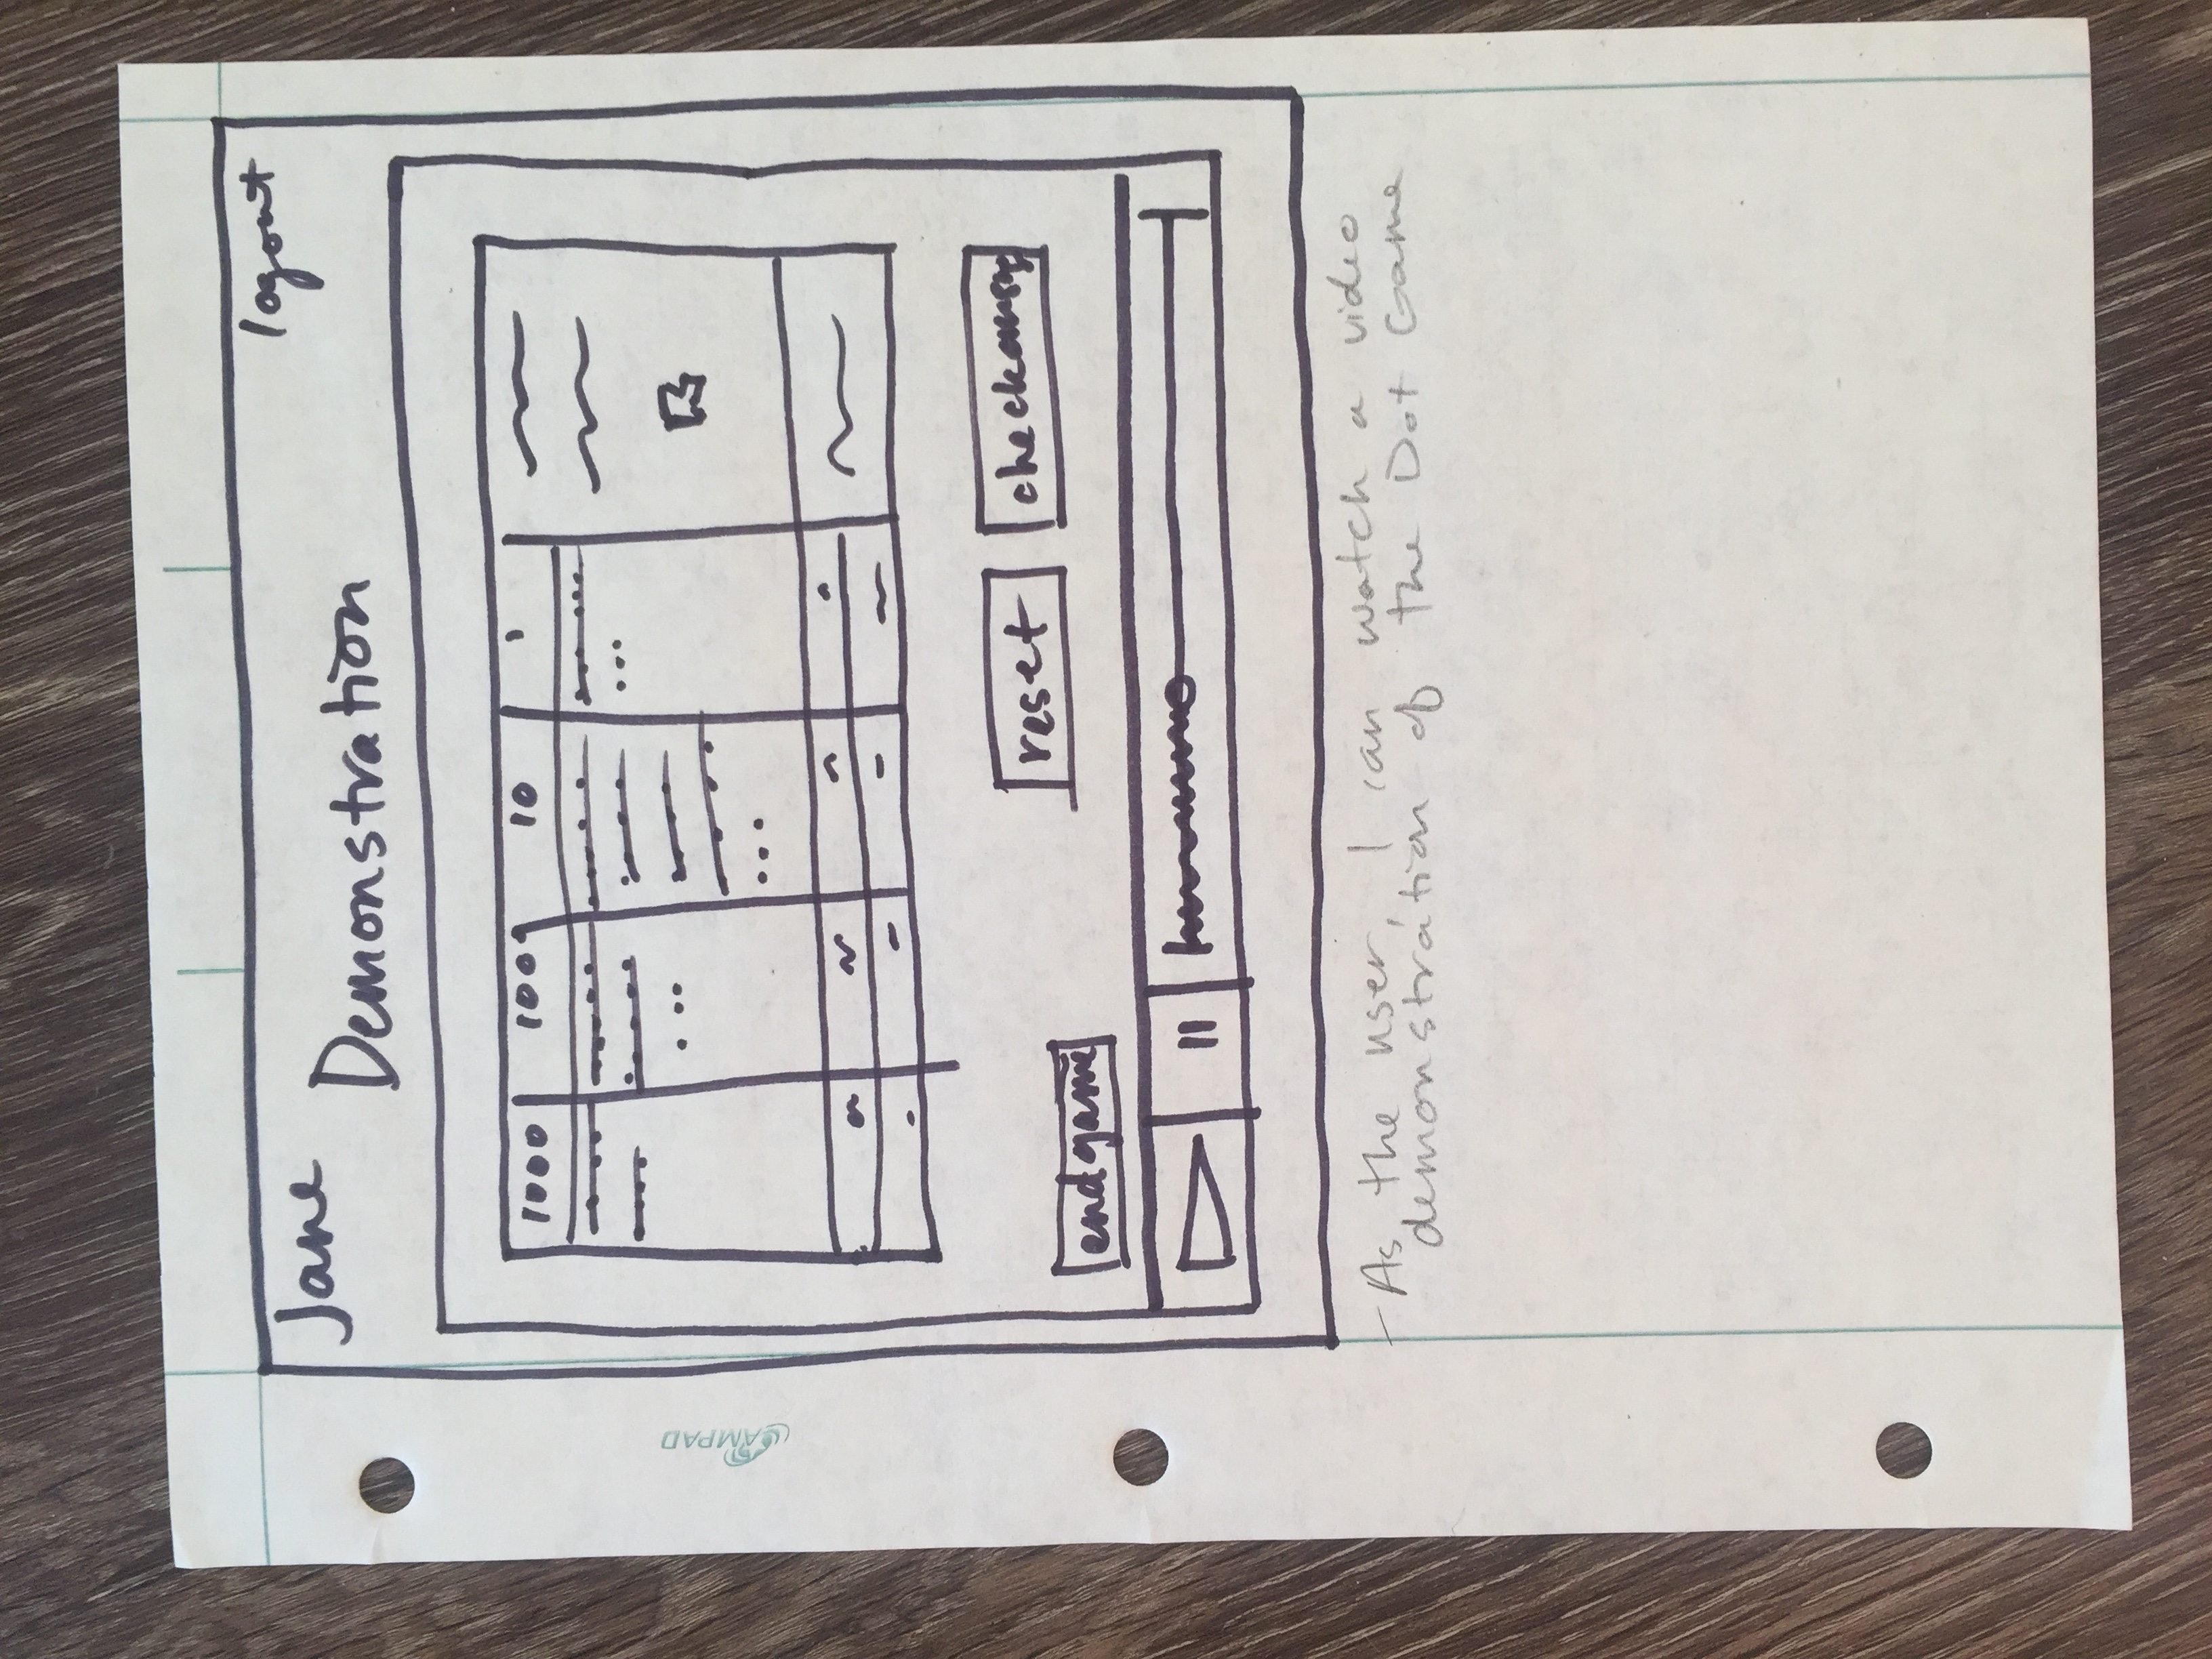 Jane
logout
Demonstration
1000 100 10 1
reset
check
endgame
AMPAD
- As the user, I can watch a video
demonstration of the Dot Game